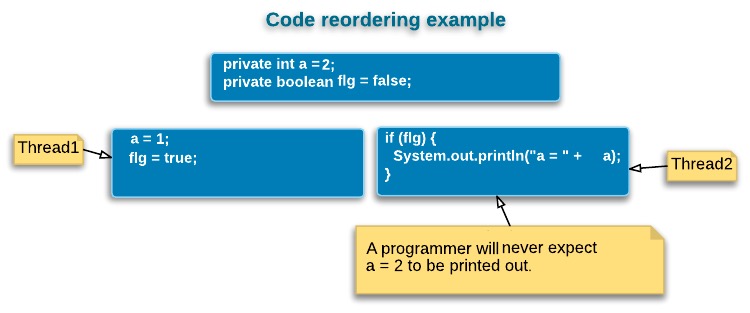 Code reordering example
private int a =2;
private boolean flg = false;
Thread1
a = 1;
flg = true;
if (flg) {
System.out.println("a = " + a);
}
Thread2
A programmer will never expect
a = 2 to be printed out.